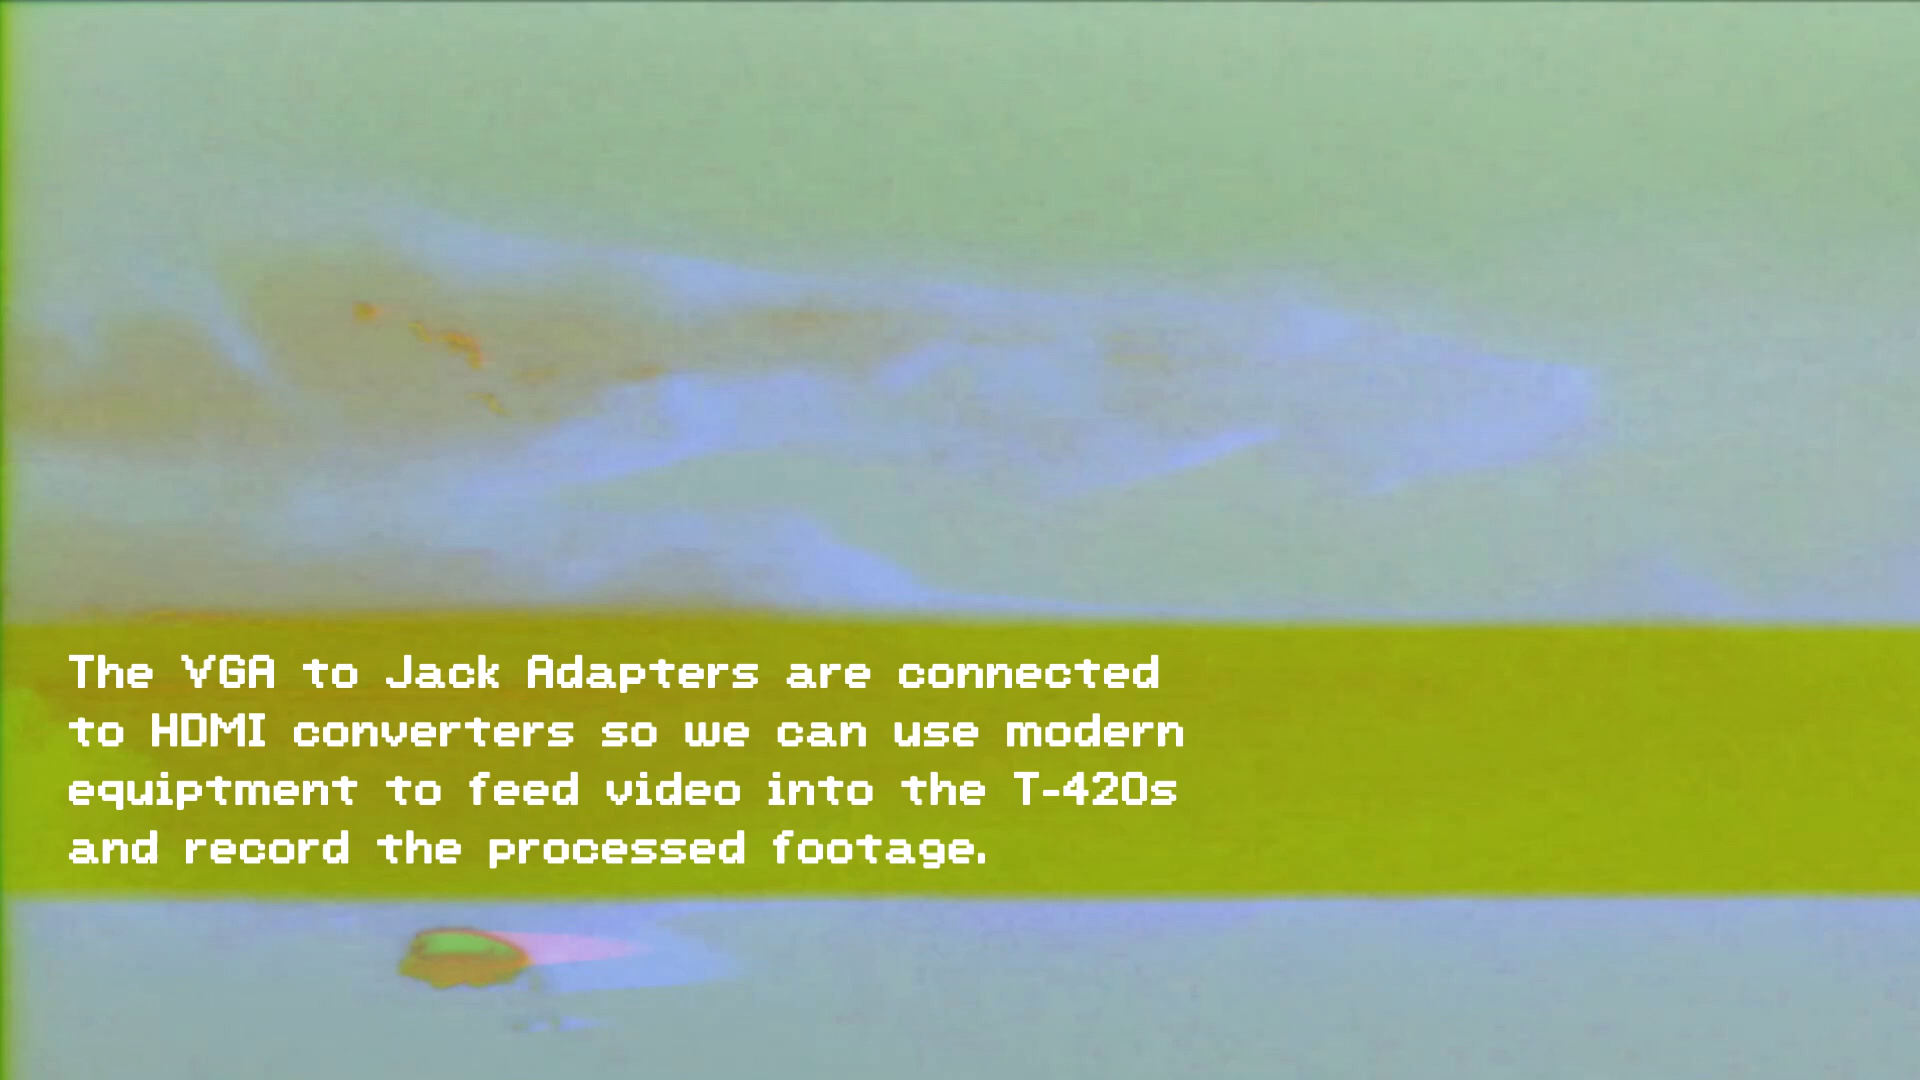 The VGA to Jack Adapters are connected
to HDMI converters so we can use modern
equiptment to feed video into the T-420s
and record the processed footage.